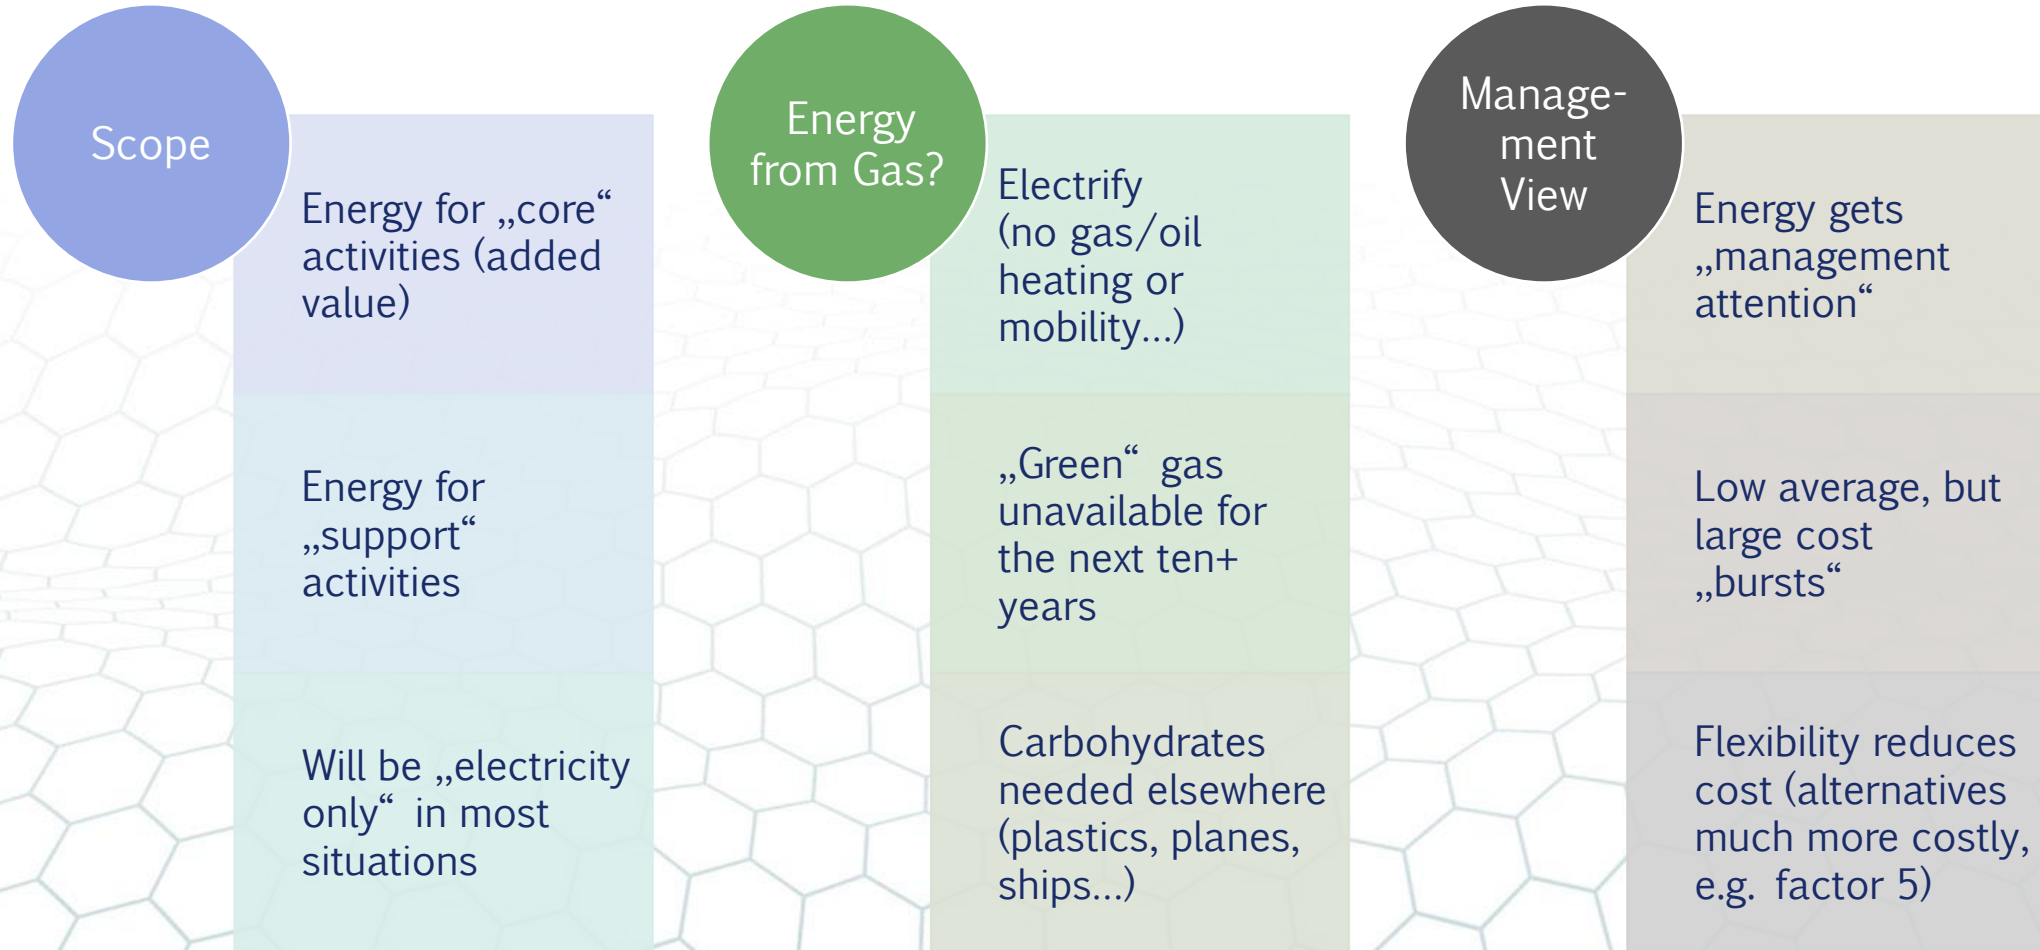 Scope
Energy for „core“
activities (added
value)
Energy for
„support“
activities
Will be „electricity
only“ in most
situations
Energy
from Gas?
Electrify
(no gas/oil
heating or
mobility...)
„Green“ gas
unavailable for
the next ten+
years
Carbohydrates
needed elsewhere
(plastics, planes,
ships...)
Manage-
ment
View
Energy gets
„management
attention“
Low average, but
large cost
„bursts“
Flexibility reduces
cost (alternatives
much more costly,
e.g. factor 5)